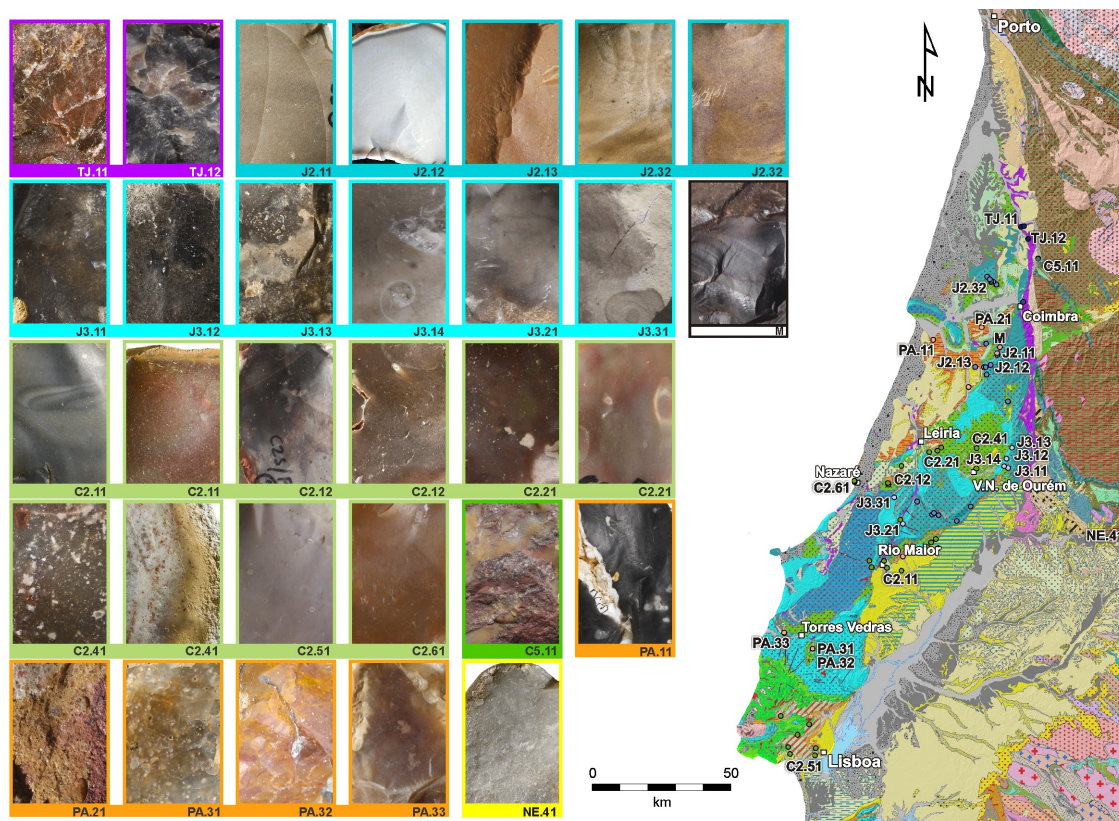 TJ.11 TJ.12 J2.11 J2.12 J2.13 J2.32 J2.32
J3.11 J3.12 J3.13 J3.14 J3.21 J3.31 M
C2.11 C2.11 C2.12 C2.12 C2.21 C2.21
C2.41 C2.41 C2.51 C2.61 C5.11 PA.11
PA.21 PA.31 PA.32 PA.33 NE.41
N
Porto
TJ.11
TJ.12
C5.11
J2.32
Coimbra
PA.21
M
PA.11
J2.11
J2.13
J2.12
Leiria
C2.41
J3.13
J3.12
C2.21
J3.14
J3.11
Nazaré
C2.12
V.N. de Ourém
C2.61
J3.31
J3.21
NE.41
Rio Maior
C2.11
Torres Vedras
PA.33
PA.31
PA.32
C2.51
Lisboa
0 50
km